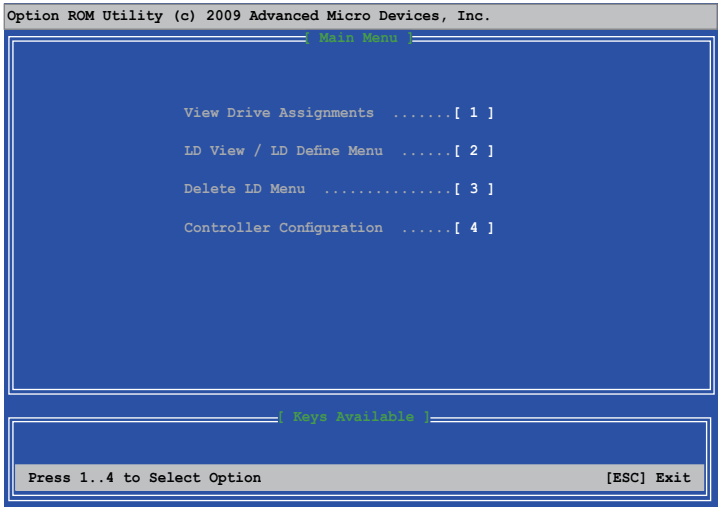 Option ROM Utility (c) 2009 Advanced Micro Devices, Inc.
[ Main Menu ]
View Drive Assignments .......[ 1 ]
LD View / LD Define Menu ......[ 2 ]
Delete LD Menu ...............[ 3 ]
Controller Configuration ......[ 4 ]
[ Keys Available ]
Press 1..4 to Select Option [ESC] Exit